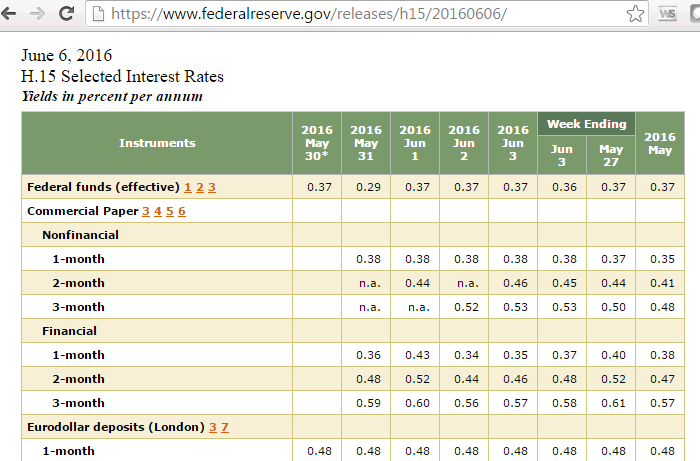 https://www.federalreserve.gov/releases/h15/20160606/
WS
June 6, 2016
H.15 Selected Interest Rates
Yields in percent per annum
Instruments 2016 May 30* 2016 May 31 2016 Jun 1 2016 Jun 2 2016 Jun 3 Week Ending Jun 3 May 27 2016 May
Federal funds (effective) 1 2 3 0.37 0.29 0.37 0.37 0.37 0.36 0.37 0.37
Commercial Paper 3 4 5 6
Nonfinancial
1-month 0.38 0.38 0.38 0.38 0.38 0.37 0.35
2-month n.a. 0.44 n.a. 0.46 0.45 0.44 0.41
3-month n.a. n.a. 0.52 0.53 0.53 0.50 0.48
Financial
1-month 0.36 0.43 0.34 0.35 0.37 0.40 0.38
2-month 0.48 0.52 0.44 0.46 0.48 0.52 0.47
3-month 0.59 0.60 0.56 0.57 0.58 0.61 0.57
Eurodollar deposits (London) 3 7
1-month 0.48 0.48 0.48 0.48 0.48 0.48 0.48 0.48